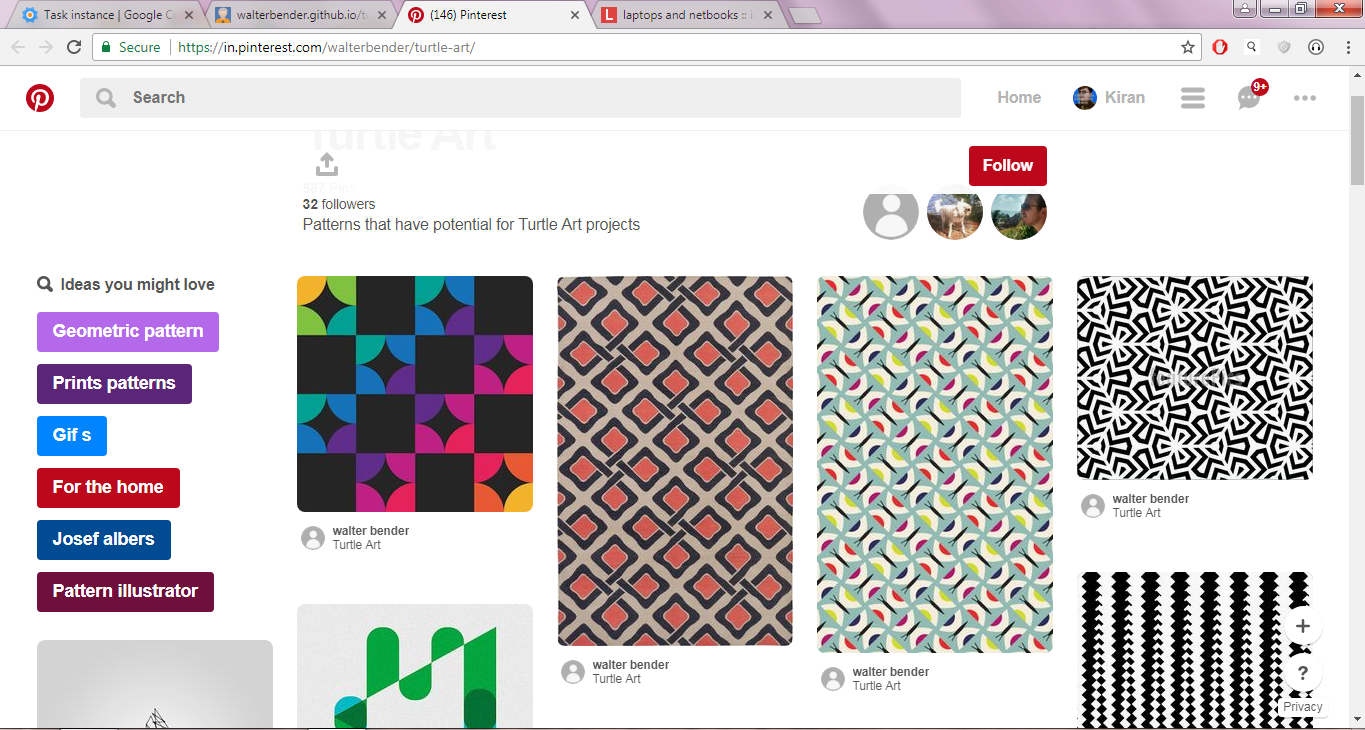 Task instance | Google C
walterbender.github.io/tu
(146) Pinterest
laptops and netbooks :: i
Secure
https://in.pinterest.com/walterbender/turtle-art/
Search
Home
Kiran
9+
Turtle Art
Follow
587 Pins
32 followers
Patterns that have potential for Turtle Art projects
Ideas you might love
Geometric pattern
Prints patterns
Gif s
For the home
Josef albers
Pattern illustrator
walter bender
Turtle Art
walter bender
Turtle Art
walter bender
Turtle Art
walter bender
Turtle Art
+
?
Privacy